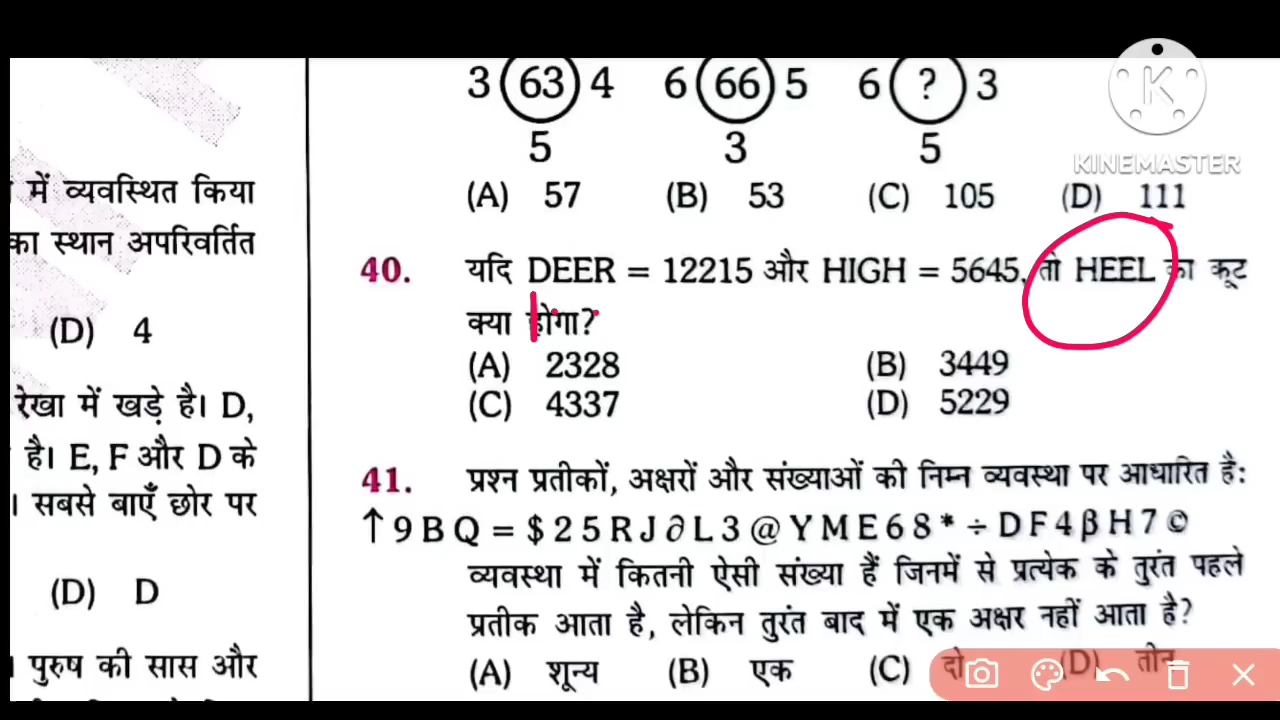 में व्यवस्थित किया
का स्थान अपरिवर्तित
(D) 4
रेखा में खड़े है। D,
है। E, F और D के
। सबसे बाएँ छोर पर
(D) D
पुरुष की सास और
3 63 4 6 66 5 6 ? 3
5 3 5
(A) 57 (B) 53 (C) 105 (D) 111
KINEMASTER
40. यदि DEER = 12215 और HIGH = 5645, तो HEEL का कूट
क्या होगा?
(A) 2328 (B) 3449
(C) 4337 (D) 5229
41. प्रश्न प्रतीकों, अक्षरों और संख्याओं की निम्न व्यवस्था पर आधारित है:
↑ 9 B Q = $ 2 5 R J ∂ L 3 @ Y M E 6 8 * ÷ D F 4 β H 7 ©
व्यवस्था में कितनी ऐसी संख्या हैं जिनमें से प्रत्येक के तुरंत पहले
प्रतीक आता है, लेकिन तुरंत बाद में एक अक्षर नहीं आता है?
(A) शून्य (B) एक (C) दो (D) तीन